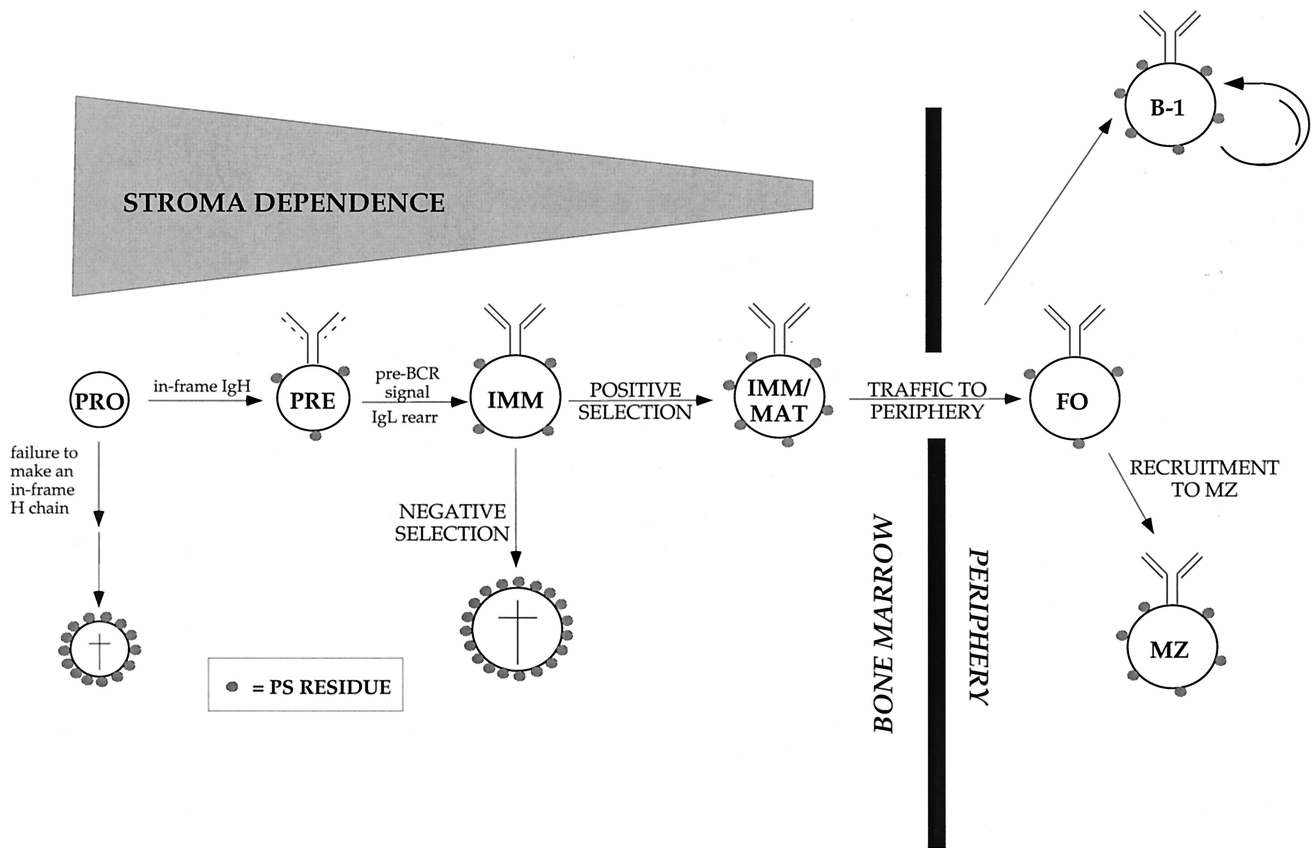 B-1
STROMA DEPENDENCE
PRO
in-frame IgH
PRE
pre-BCR
signal
IgL rearr
IMM
POSITIVE
SELECTION
IMM/
MAT
TRAFFIC TO
PERIPHERY
FO
failure to
make an
in-frame
H chain
NEGATIVE
SELECTION
RECRUITMENT
TO MZ
BONE MARROW
PERIPHERY
MZ
= PS RESIDUE